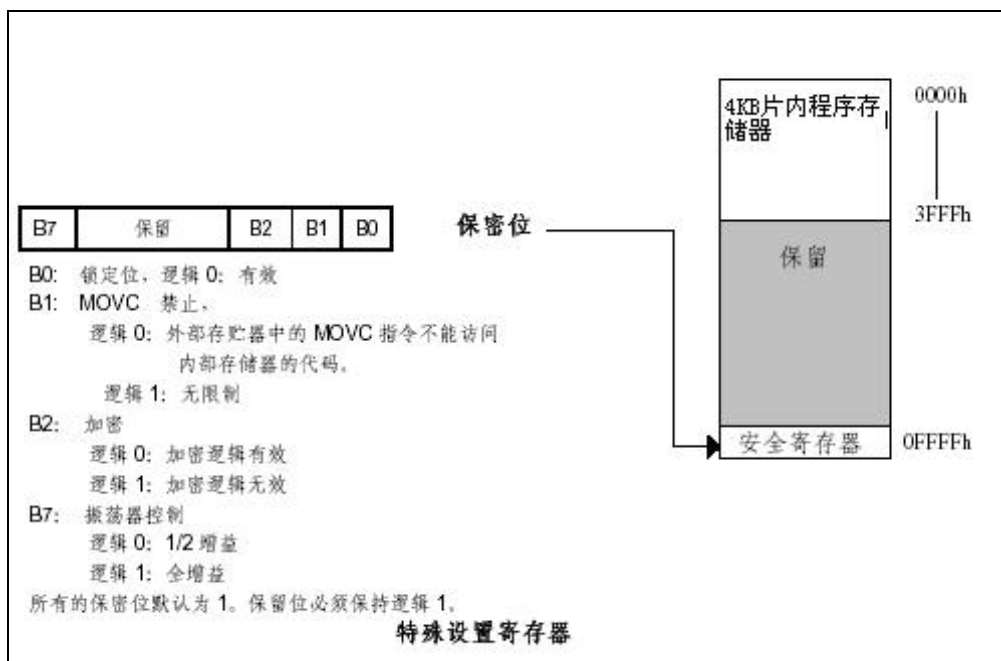 4KB片内程序存
储器
0000h
3FFFh
B7 保留 B2 B1 B0
保密位
保留
B0: 锁定位，逻辑 0：有效
B1: MOVC 禁止，
逻辑 0：外部存贮器中的 MOVC 指令不能访问
内部存储器的代码。
逻辑 1：无限制
B2: 加密
逻辑 0：加密逻辑有效
逻辑 1：加密逻辑无效
安全寄存器
0FFFFh
B7: 振荡器控制
逻辑 0：1/2 增益
逻辑 1：全增益
所有的保密位默认为 1。保留位必须保持逻辑 1。
特殊设置寄存器